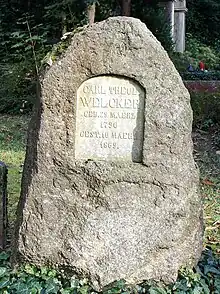 CARL THEOD.
WELCKER
GEB. 29. MAERZ
1790
GEST. 10. MAERZ
1869.